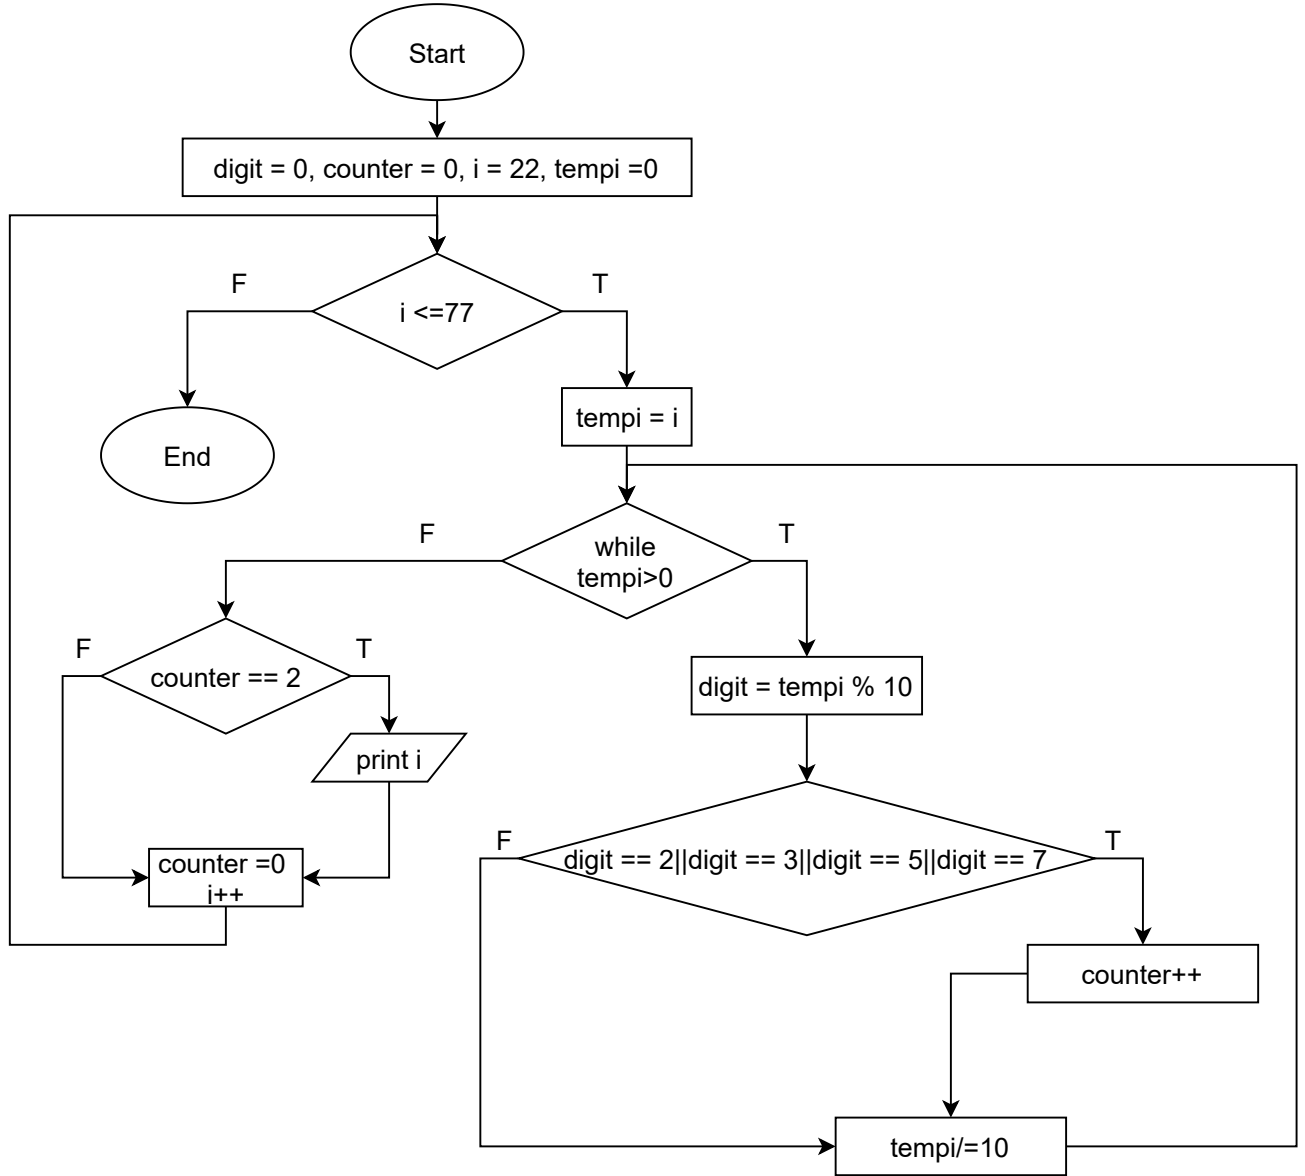 Start
digit = 0, counter = 0, i = 22, tempi =0
F
T
i <=77
tempi = i
End
F
T
while
tempi>0
F
T
counter == 2
digit = tempi % 10
print i
F
T
digit == 2||digit == 3||digit == 5||digit == 7
counter =0
i++
counter++
tempi/=10